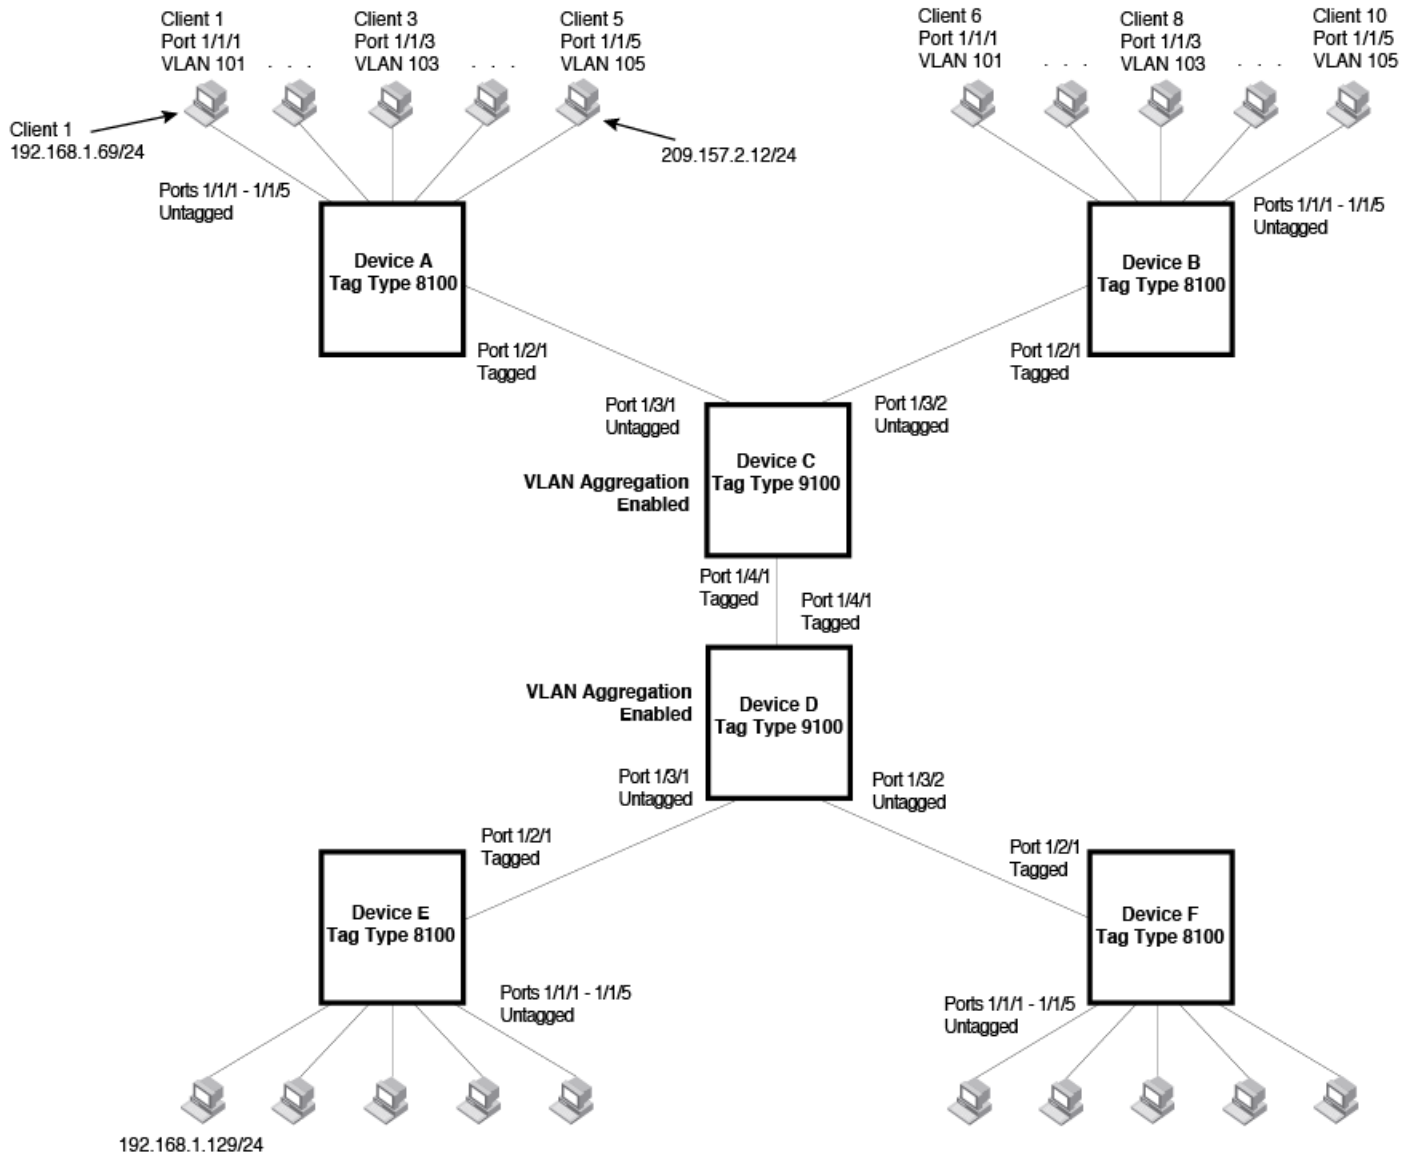 Client 1
Port 1/1/1
VLAN 101
. . .
Client 3
Port 1/1/3
VLAN 103
. . .
Client 5
Port 1/1/5
VLAN 105
Client 6
Port 1/1/1
VLAN 101
. . .
Client 8
Port 1/1/3
VLAN 103
. . .
Client 10
Port 1/1/5
VLAN 105
Client 1
192.168.1.69/24
209.157.2.12/24
Ports 1/1/1 - 1/1/5
Untagged
Ports 1/1/1 - 1/1/5
Untagged
Device A
Tag Type 8100
Device B
Tag Type 8100
Port 1/2/1
Tagged
Port 1/2/1
Tagged
Port 1/3/1
Untagged
Port 1/3/2
Untagged
Device C
Tag Type 9100
VLAN Aggregation
Enabled
Port 1/4/1
Tagged
Port 1/4/1
Tagged
VLAN Aggregation
Enabled
Device D
Tag Type 9100
Port 1/3/1
Untagged
Port 1/3/2
Untagged
Port 1/2/1
Tagged
Port 1/2/1
Tagged
Device E
Tag Type 8100
Device F
Tag Type 8100
Ports 1/1/1 - 1/1/5
Untagged
Ports 1/1/1 - 1/1/5
Untagged
192.168.1.129/24